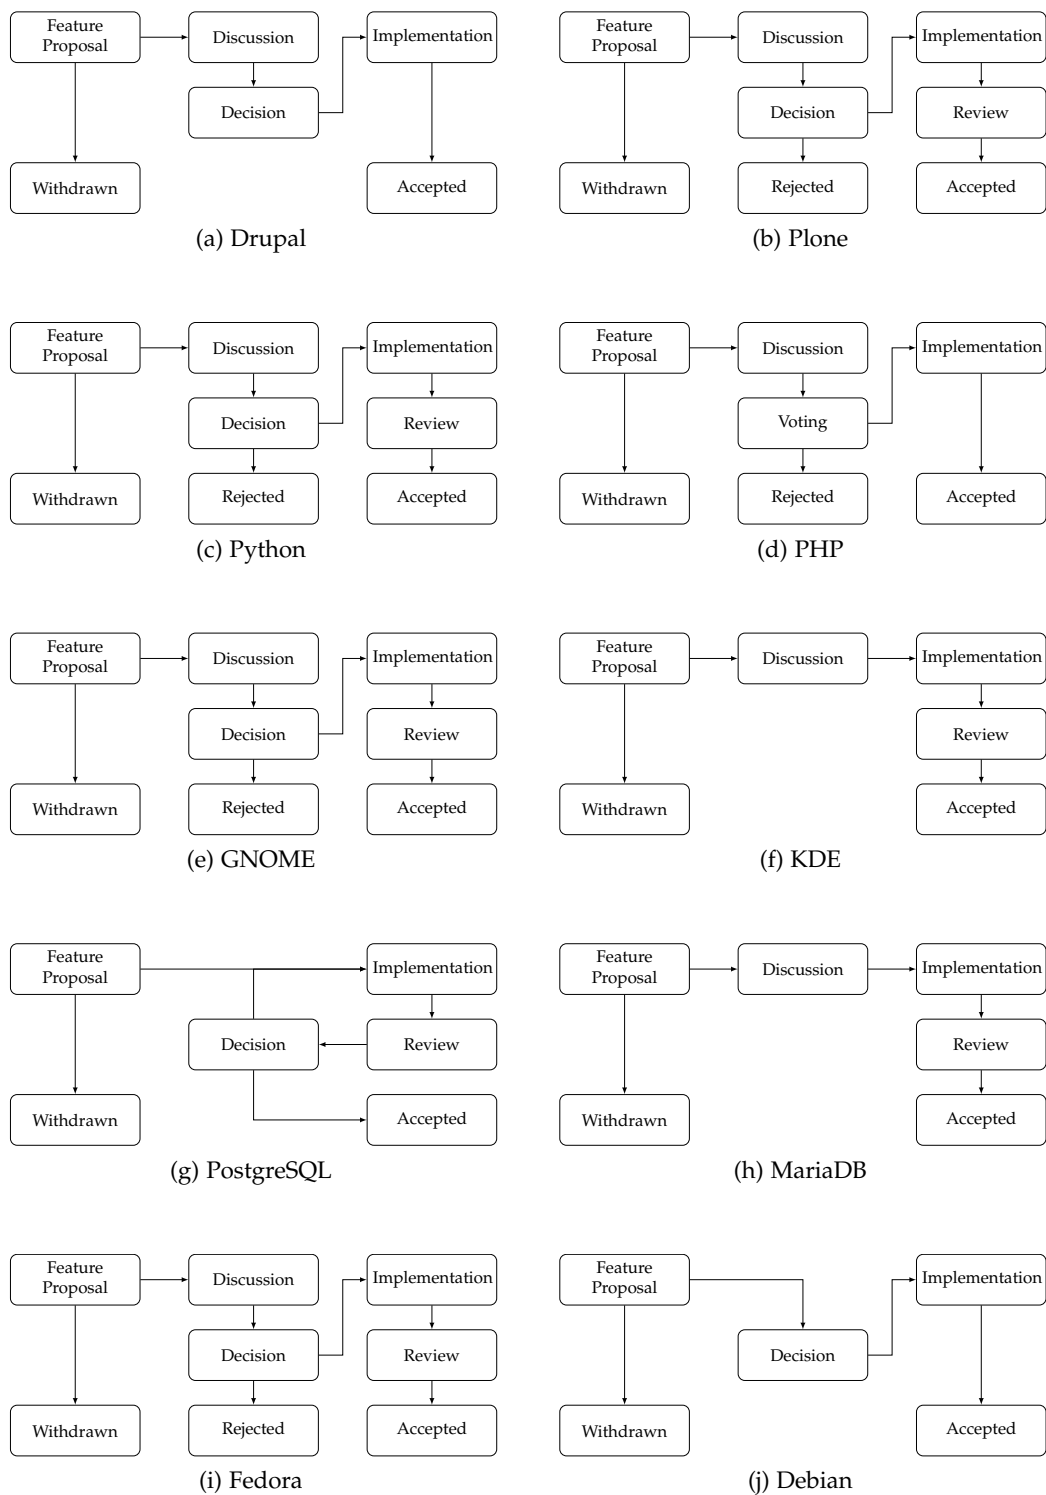 Feature
Proposal
Discussion
Implementation
Decision
Withdrawn
Accepted
(a) Drupal
Feature
Proposal
Discussion
Implementation
Decision
Review
Withdrawn
Rejected
Accepted
(b) Plone
Feature
Proposal
Discussion
Implementation
Decision
Review
Withdrawn
Rejected
Accepted
(c) Python
Feature
Proposal
Discussion
Implementation
Voting
Withdrawn
Rejected
Accepted
(d) PHP
Feature
Proposal
Discussion
Implementation
Decision
Review
Withdrawn
Rejected
Accepted
(e) GNOME
Feature
Proposal
Discussion
Implementation
Review
Withdrawn
Accepted
(f) KDE
Feature
Proposal
Implementation
Decision
Review
Withdrawn
Accepted
(g) PostgreSQL
Feature
Proposal
Discussion
Implementation
Review
Withdrawn
Accepted
(h) MariaDB
Feature
Proposal
Discussion
Implementation
Decision
Review
Withdrawn
Rejected
Accepted
(i) Fedora
Feature
Proposal
Implementation
Decision
Withdrawn
Accepted
(j) Debian